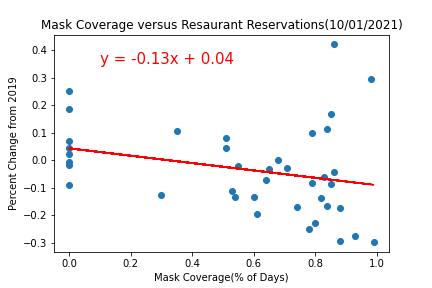 Mask Coverage versus Resaurant Reservations(10/01/2021)
y = -0.13x + 0.04
Percent Change from 2019
0.4
0.3
0.2
0.1
0.0
−0.1
−0.2
−0.3
0.0 0.2 0.4 0.6 0.8 1.0
Mask Coverage(% of Days)